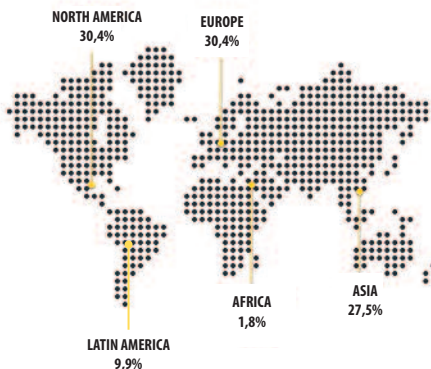 NORTH AMERICA
30,4%
EUROPE
30,4%
AFRICA
1,8%
ASIA
27,5%
LATIN AMERICA
9.9%